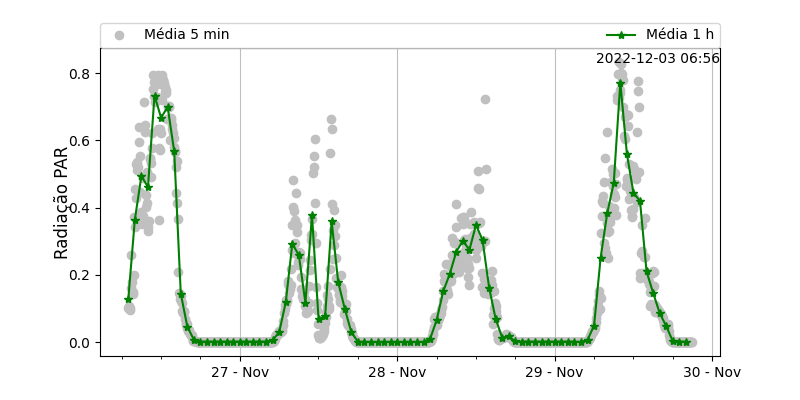 Média 5 min
Média 1 h
2022-12-03 06:56
Radiação PAR
0.8
0.6
0.4
0.2
0.0
27 - Nov
28 - Nov
29 - Nov
30 - Nov